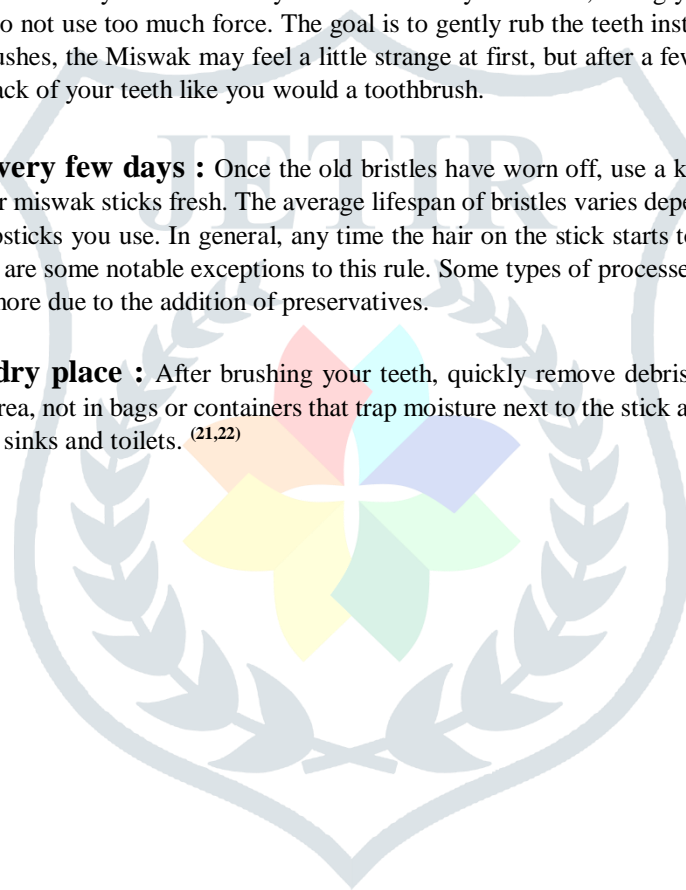 o not use too much force. The goal is to gently rub the teeth inst
ushes, the Miswak may feel a little strange at first, but after a few
ack of your teeth like you would a toothbrush.
JETIR
very few days : Once the old bristles have worn off, use a k
r miswak sticks fresh. The average lifespan of bristles varies depe
osticks you use. In general, any time the hair on the stick starts to
are some notable exceptions to this rule. Some types of processe
nore due to the addition of preservatives.
dry place : After brushing your teeth, quickly remove debris
rea, not in bags or containers that trap moisture next to the stick a
sinks and toilets. (21,22)